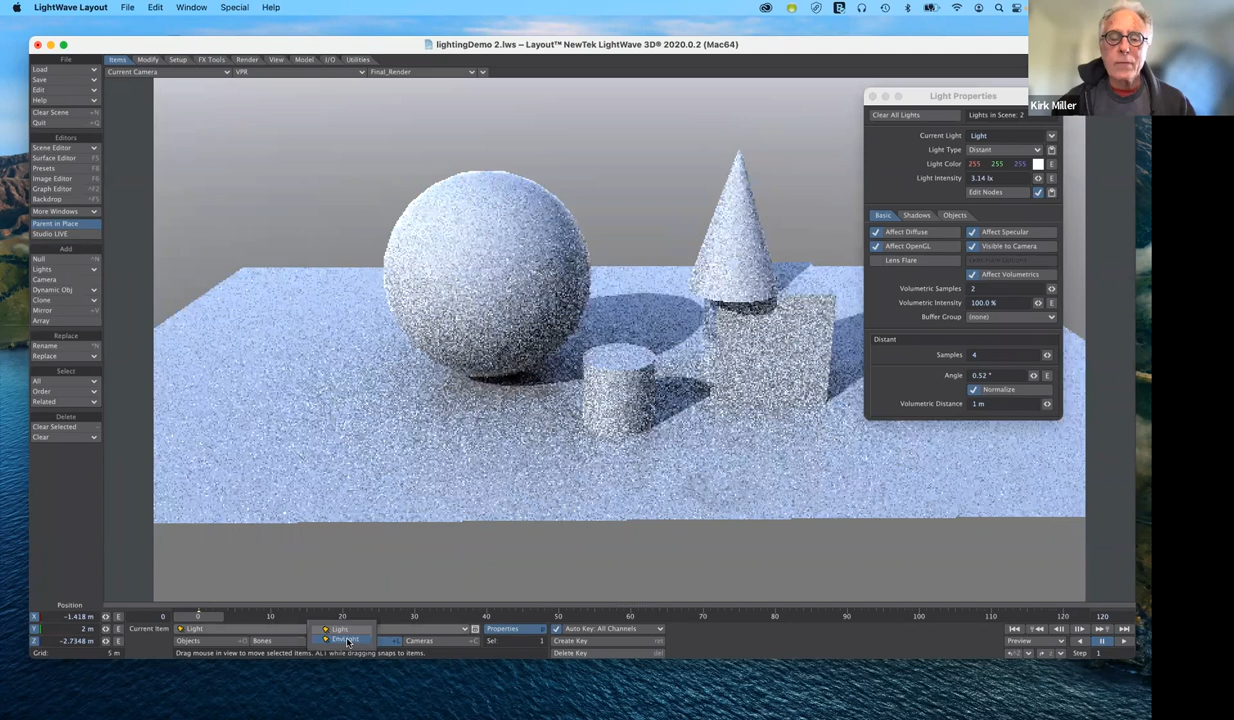 LightWave Layout File Edit Window Special Help
lightingDemo 2.lws – Layout™ NewTek LightWave 3D® 2020.0.2 (Mac64)
File
Items Modify Setup FX Tools Render View Model I/O Utilities
Current Camera VPR Final_Render
Load
Save
Edit
Help
Clear Scene
Quit
Editors
Scene Editor
Surface Editor F5
Presets F8
Image Editor F6
Graph Editor ^F2
Backdrop ^F5
More Windows
Parent in Place
Studio LIVE
Add
Null ^N
Lights
Camera
Dynamic Obj
Clone
Mirror
Array
Replace
Rename
Replace
Select
All
Order
Related
Delete
Clear Selected
Clear
Kirk Miller
Light Properties
Clear All Lights Lights in Scene: 2
Current Light Light
Light Type Distant
Light Color 255 255 255 E
Light Intensity 3.14 lx E
Edit Nodes
Basic Shadows Objects
Affect Diffuse Affect Specular
Affect OpenGL Visible to Camera
Lens Flare
Affect Volumetrics
Volumetric Samples 2
Volumetric Intensity 100.0 % E
Buffer Group (none)
Distant
Samples 4
Angle 0.52 ° E
Normalize
Volumetric Distance 1 m
Position
X -1.418 m E 0 0 10 20 30 40 50 60 70 80 90 100 110 120 120
Y 2 m E Current Item Light Light Properties Auto Key: All Channels
Z -2.7348 m E Objects Bones EnvLight Cameras Sel: 1 Create Key Preview
Grid: 5 m Drag mouse in view to move selected items. ALT while dragging snaps to items. Delete Key Step 1